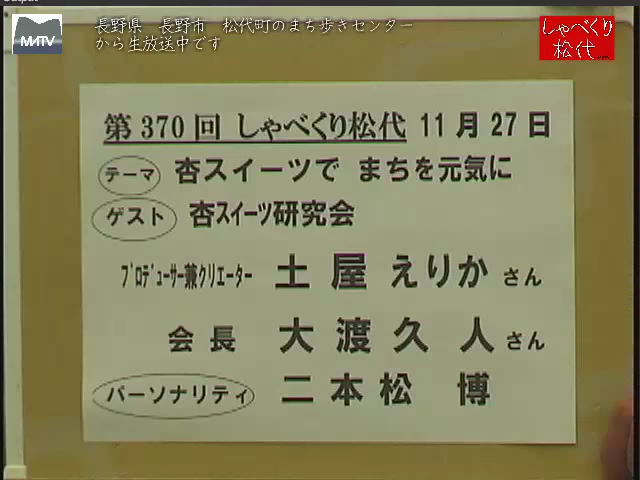 MATV
長野県 長野市 松代町のまち歩きセンター
から生放送中です
しゃべくり
松代
第370回 しゃべくり松代 11月27日
テーマ 杏スイーツで まちを元気に
ゲスト 杏スイーツ研究会
プロデューサー兼クリエーター 土屋えりかさん
会長 大渡久人さん
パーソナリティ 二本松 博